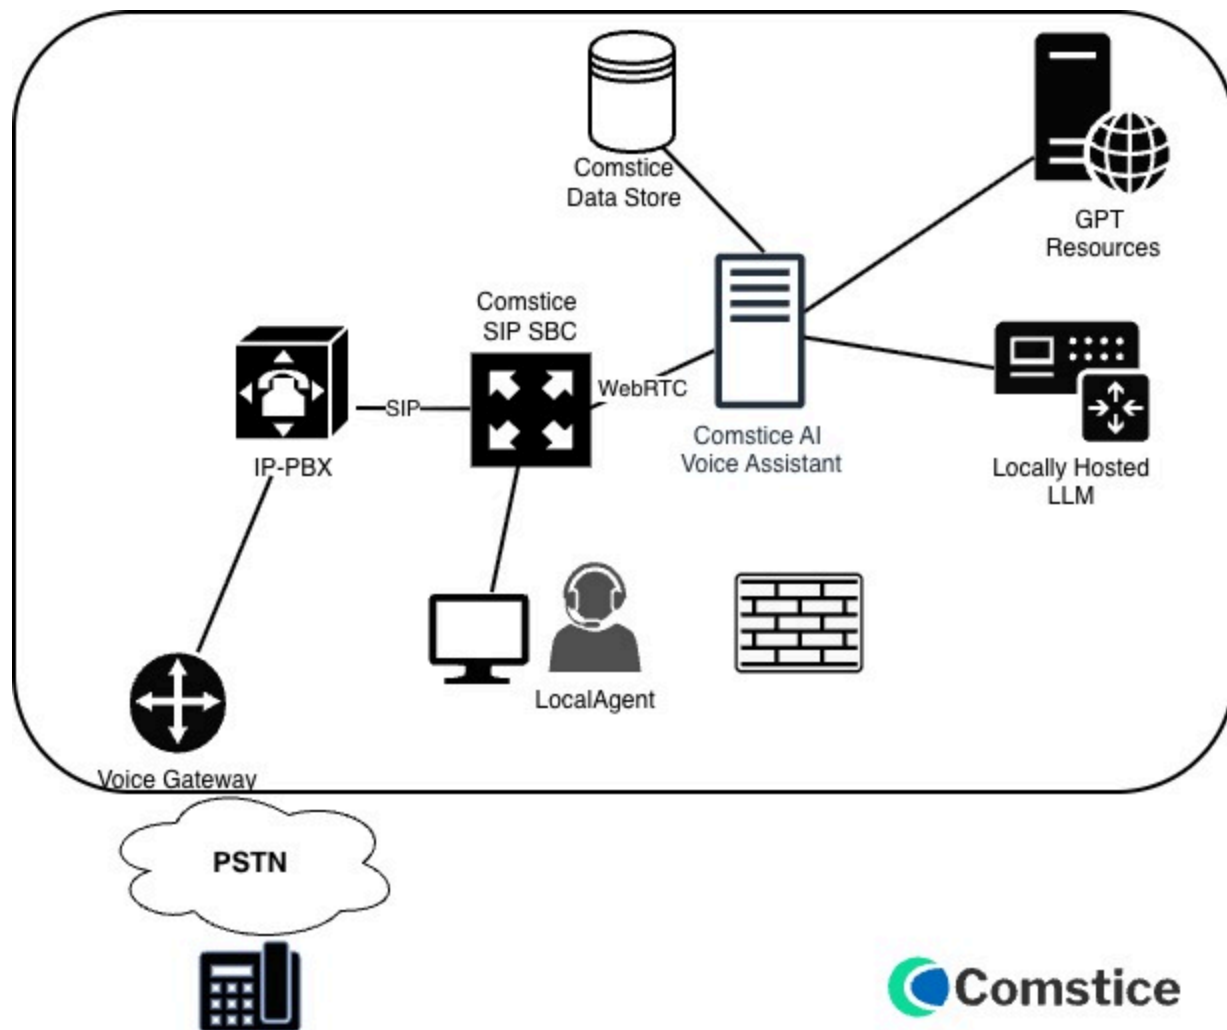 Comstice
Data Store
GPT
Resources
Comstice
SIP SBC
SIP
WebRTC
IP-PBX
Comstice AI
Voice Assistant
Locally Hosted
LLM
LocalAgent
Voice Gateway
PSTN
Comstice